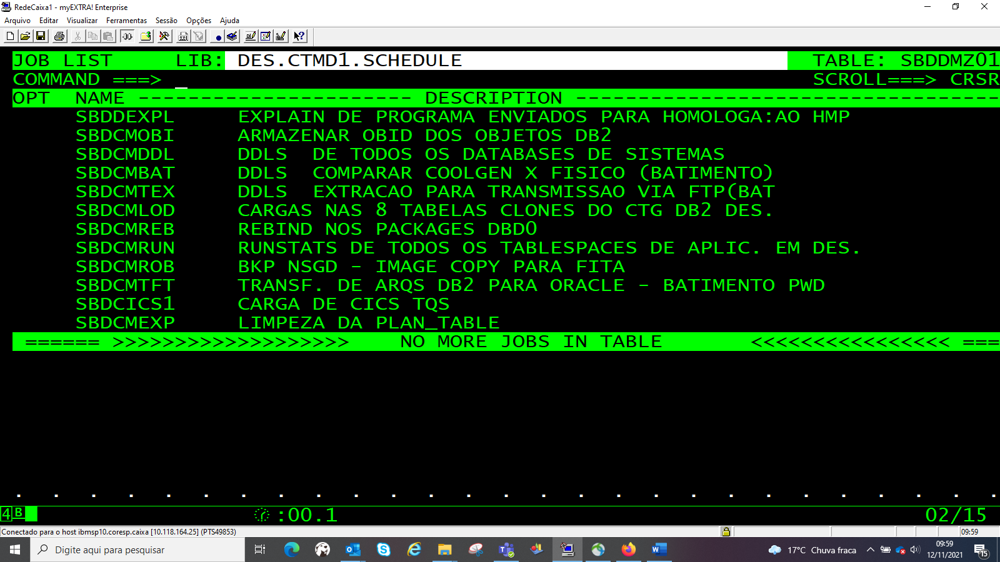 RedeCaixa1 - myEXTRA! Enterprise
Arquivo Editar Visualizar Ferramentas Sessão Opções Ajuda
JOB LIST LIB: DES.CTMD1.SCHEDULE TABLE: SBDDMZ01
COMMAND ===> _ SCROLL===> CRSR
OPT NAME ---------------------- DESCRIPTION ----------------------------------
SBDDEXPL EXPLAIN DE PROGRAMA ENVIADOS PARA HOMOLOGA:AO HMP
SBDCMOBI ARMAZENAR OBID DOS OBJETOS DB2
SBDCMDDL DDLS DE TODOS OS DATABASES DE SISTEMAS
SBDCMBAT DDLS COMPARAR COOLGEN X FISICO (BATIMENTO)
SBDCMTEX DDLS EXTRACAO PARA TRANSMISSAO VIA FTP(BAT
SBDCMLOD CARGAS NAS 8 TABELAS CLONES DO CTG DB2 DES.
SBDCMREB REBIND NOS PACKAGES DBD0
SBDCMRUN RUNSTATS DE TODOS OS TABLESPACES DE APLIC. EM DES.
SBDCMROB BKP NSGD - IMAGE COPY PARA FITA
SBDCMTFT TRANSF. DE ARQS DB2 PARA ORACLE - BATIMENTO PWD
SBDCICS1 CARGA DE CICS TQS
SBDCMEXP LIMPEZA DA PLAN_TABLE
====== >>>>>>>>>>>>>>>>>>> NO MORE JOBS IN TABLE <<<<<<<<<<<<<<<< ===
. . . . . . . . . . . . . . . . . . . . . . . . . . .
4B :00.1 02/15
Conectado para o host ibmsp10.coresp.caixa [10.118.164.25] (PTS49853) 09:59
Digite aqui para pesquisar 17°C Chuva fraca 09:59
12/11/2021 15